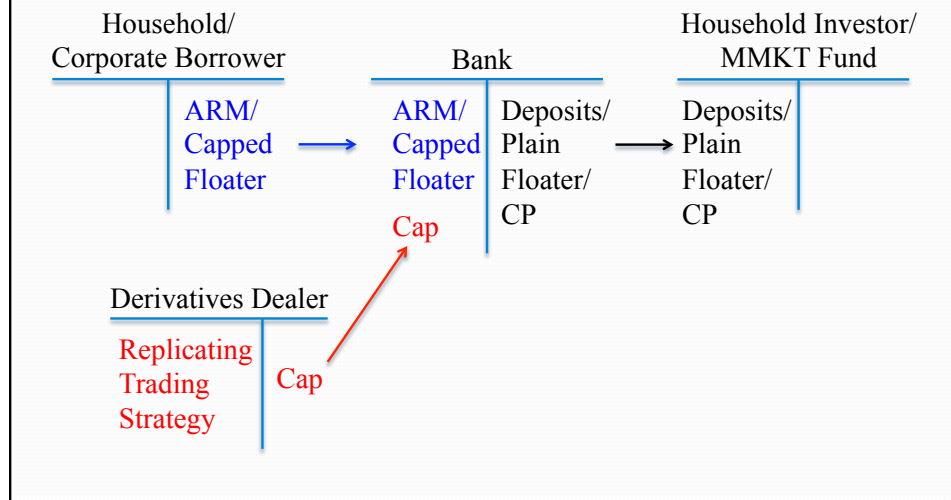 Household/
Corporate Borrower
ARM/
Capped
Floater
Bank
ARM/
Capped
Floater
Cap
Deposits/
Plain
Floater/
CP
Household Investor/
MMKT Fund
Deposits/
Plain
Floater/
CP
Derivatives Dealer
Replicating
Trading
Strategy
Cap